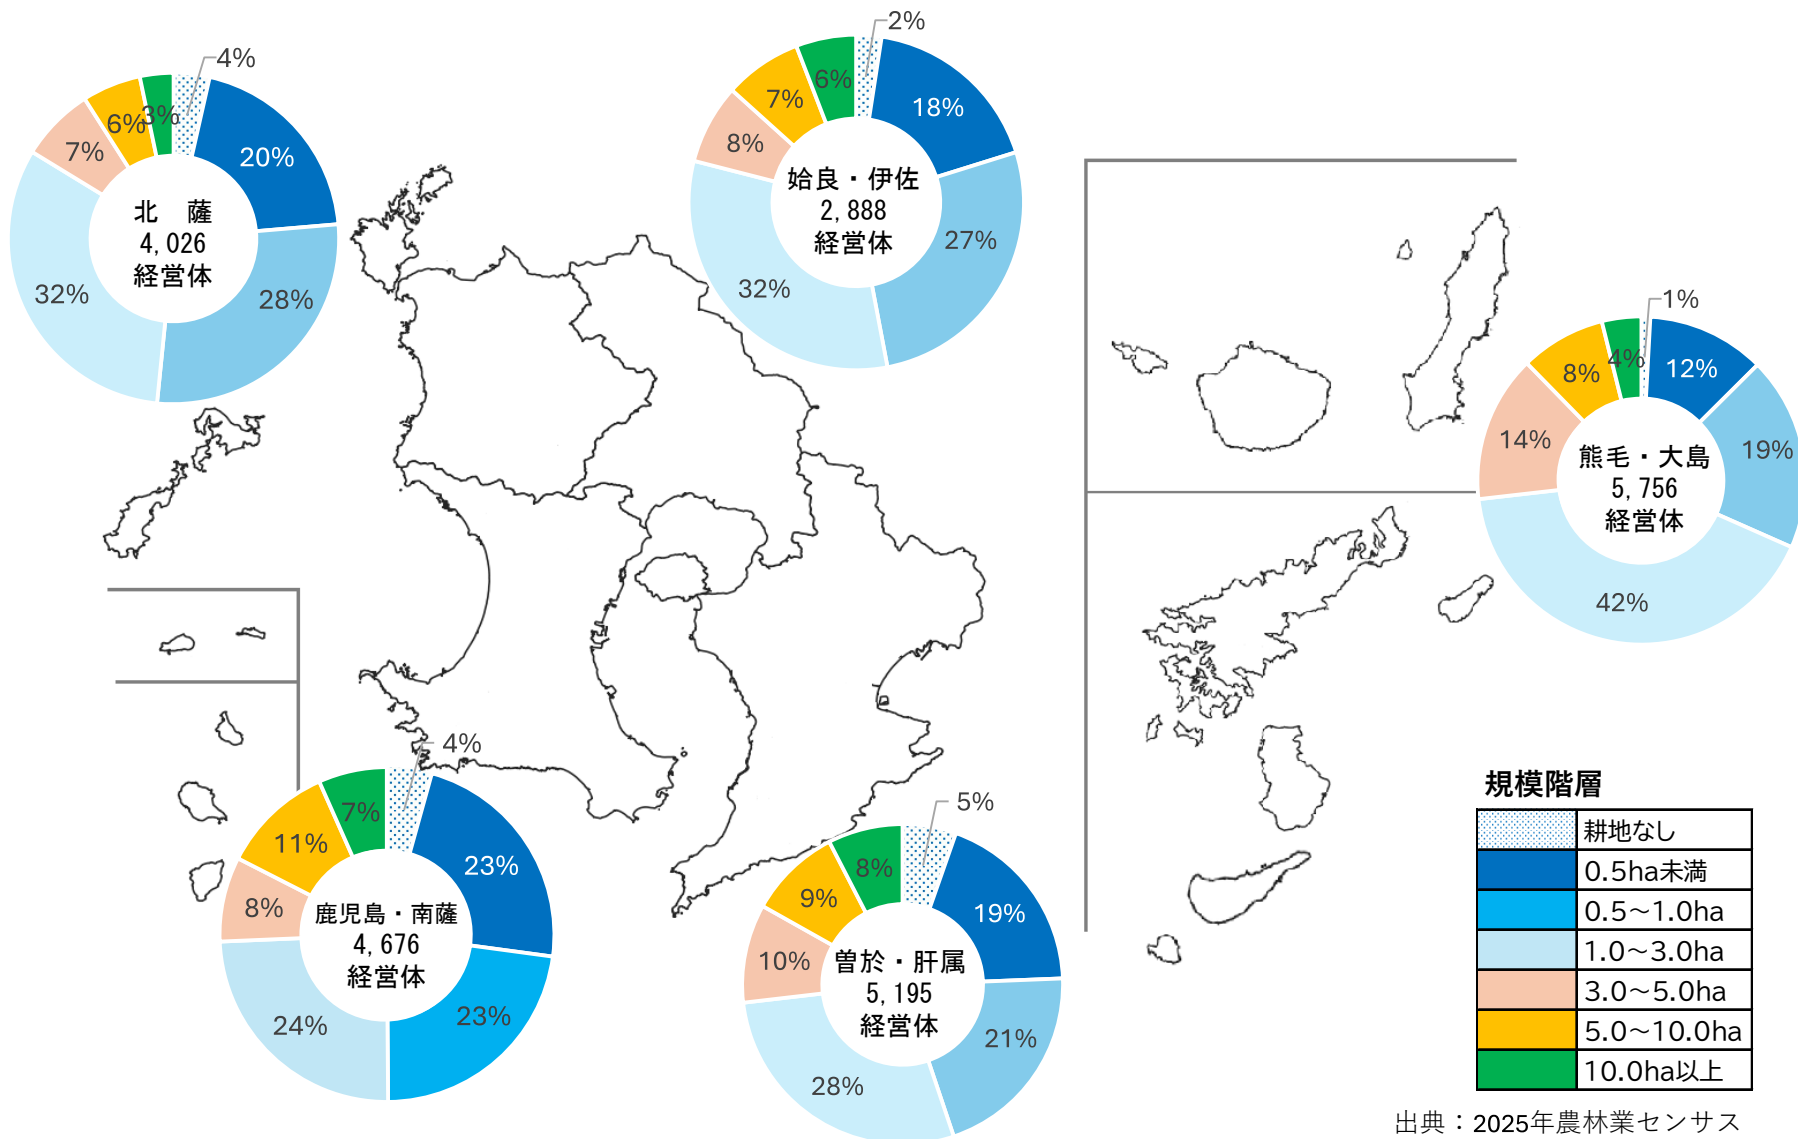 4%
20%
28%
32%
7%
6%
3%
北　薩
4,026
経営体
2%
18%
27%
32%
8%
7%
6%
姶良・伊佐
2,888
経営体
1%
12%
19%
42%
14%
8%
4%
熊毛・大島
5,756
経営体
4%
23%
23%
24%
8%
11%
7%
鹿児島・南薩
4,676
経営体
5%
19%
21%
28%
10%
9%
8%
曽於・肝属
5,195
経営体
規模階層
耕地なし
0.5ha未満
0.5～1.0ha
1.0～3.0ha
3.0～5.0ha
5.0～10.0ha
10.0ha以上
出典：2025年農林業センサス